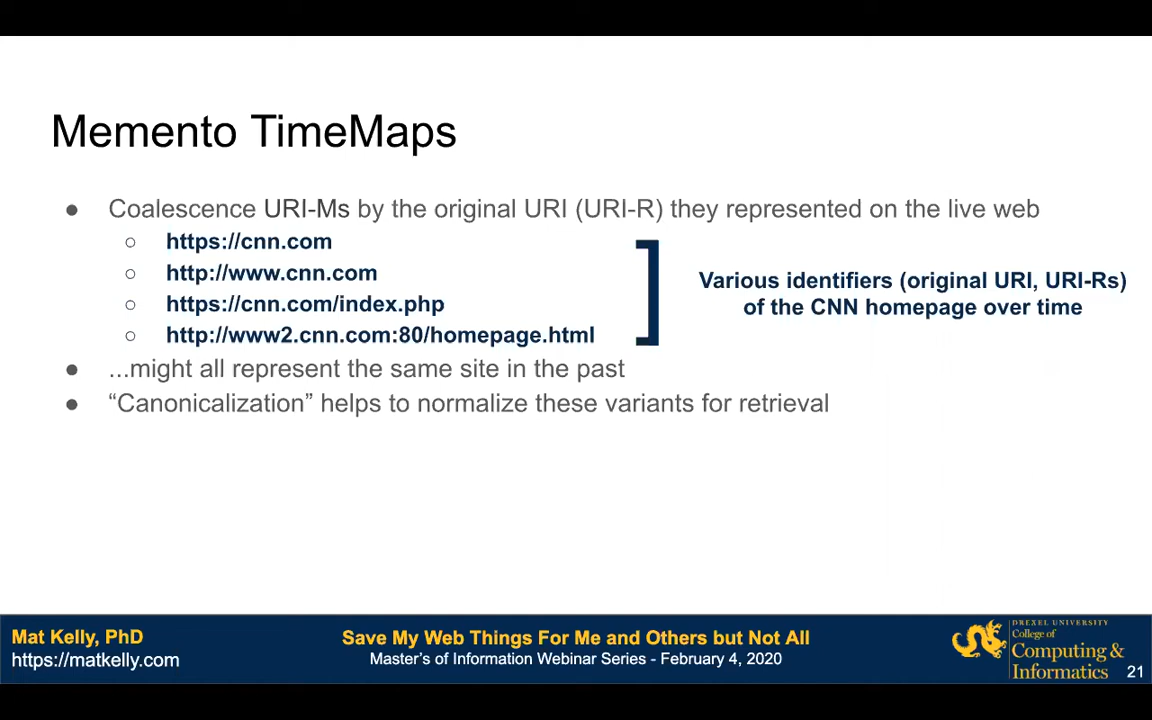 Memento TimeMaps
● Coalescence URI-Ms by the original URI (URI-R) they represented on the live web
○ https://cnn.com
○ http://www.cnn.com
○ https://cnn.com/index.php
○ http://www2.cnn.com:80/homepage.html
Various identifiers (original URI, URI-Rs)
of the CNN homepage over time
● ...might all represent the same site in the past
● “Canonicalization” helps to normalize these variants for retrieval
Mat Kelly, PhD
https://matkelly.com
Save My Web Things For Me and Others but Not All
Master’s of Information Webinar Series - February 4, 2020
DREXEL UNIVERSITY
College of
Computing &
Informatics
21